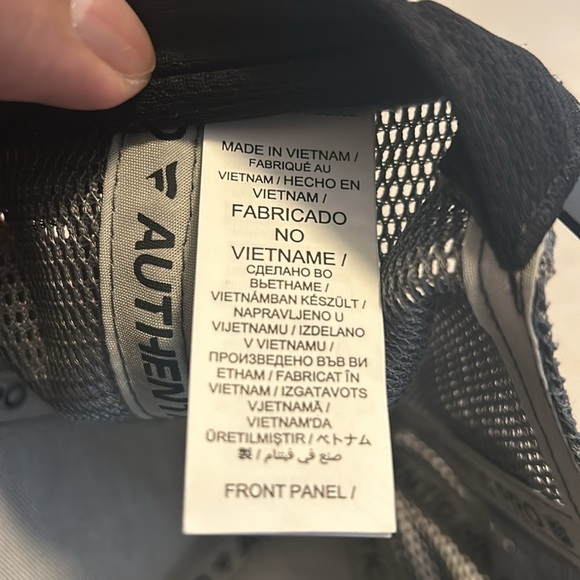 MADE IN VIETNAM /
FABRIQUÉ AU
VIETNAM / HECHO EN
VIETNAM /
FABRICADO
NO
VIETNAME /
СДЕЛАНО ВО
ВЬЕТНАМЕ /
VIETNÁMBAN KÉSZÜLT /
NAPRAVLJENO U
VIJETNAMU / IZDELANO
V VIETNAMU /
ПРОИЗВЕДЕНО ВЪВ ВИ
ЕТНАМ / FABRICAT ÎN
VIETNAM / IZGATAVOTS
VJETNAMĀ /
VIETNAM'DA
ÜRETILMIŞTIR / ベトナム
製 / صنع في فيتنام /
FRONT PANEL /
AUTHENT